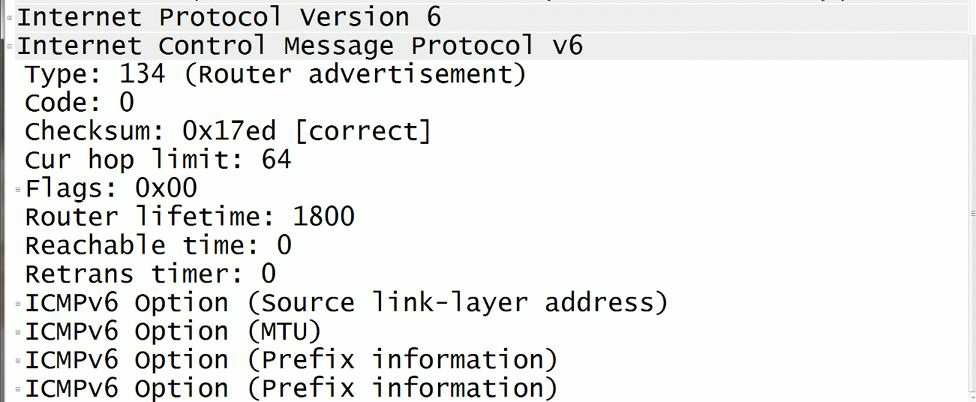 Internet Protocol Version 6
Internet Control Message Protocol v6
Type: 134 (Router advertisement)
Code: 0
Checksum: 0x17ed [correct]
Cur hop limit: 64
Flags: 0x00
Router lifetime: 1800
Reachable time: 0
Retrans timer: 0
ICMPv6 Option (Source link-layer address)
ICMPv6 Option (MTU)
ICMPv6 Option (Prefix information)
ICMPv6 Option (Prefix information)